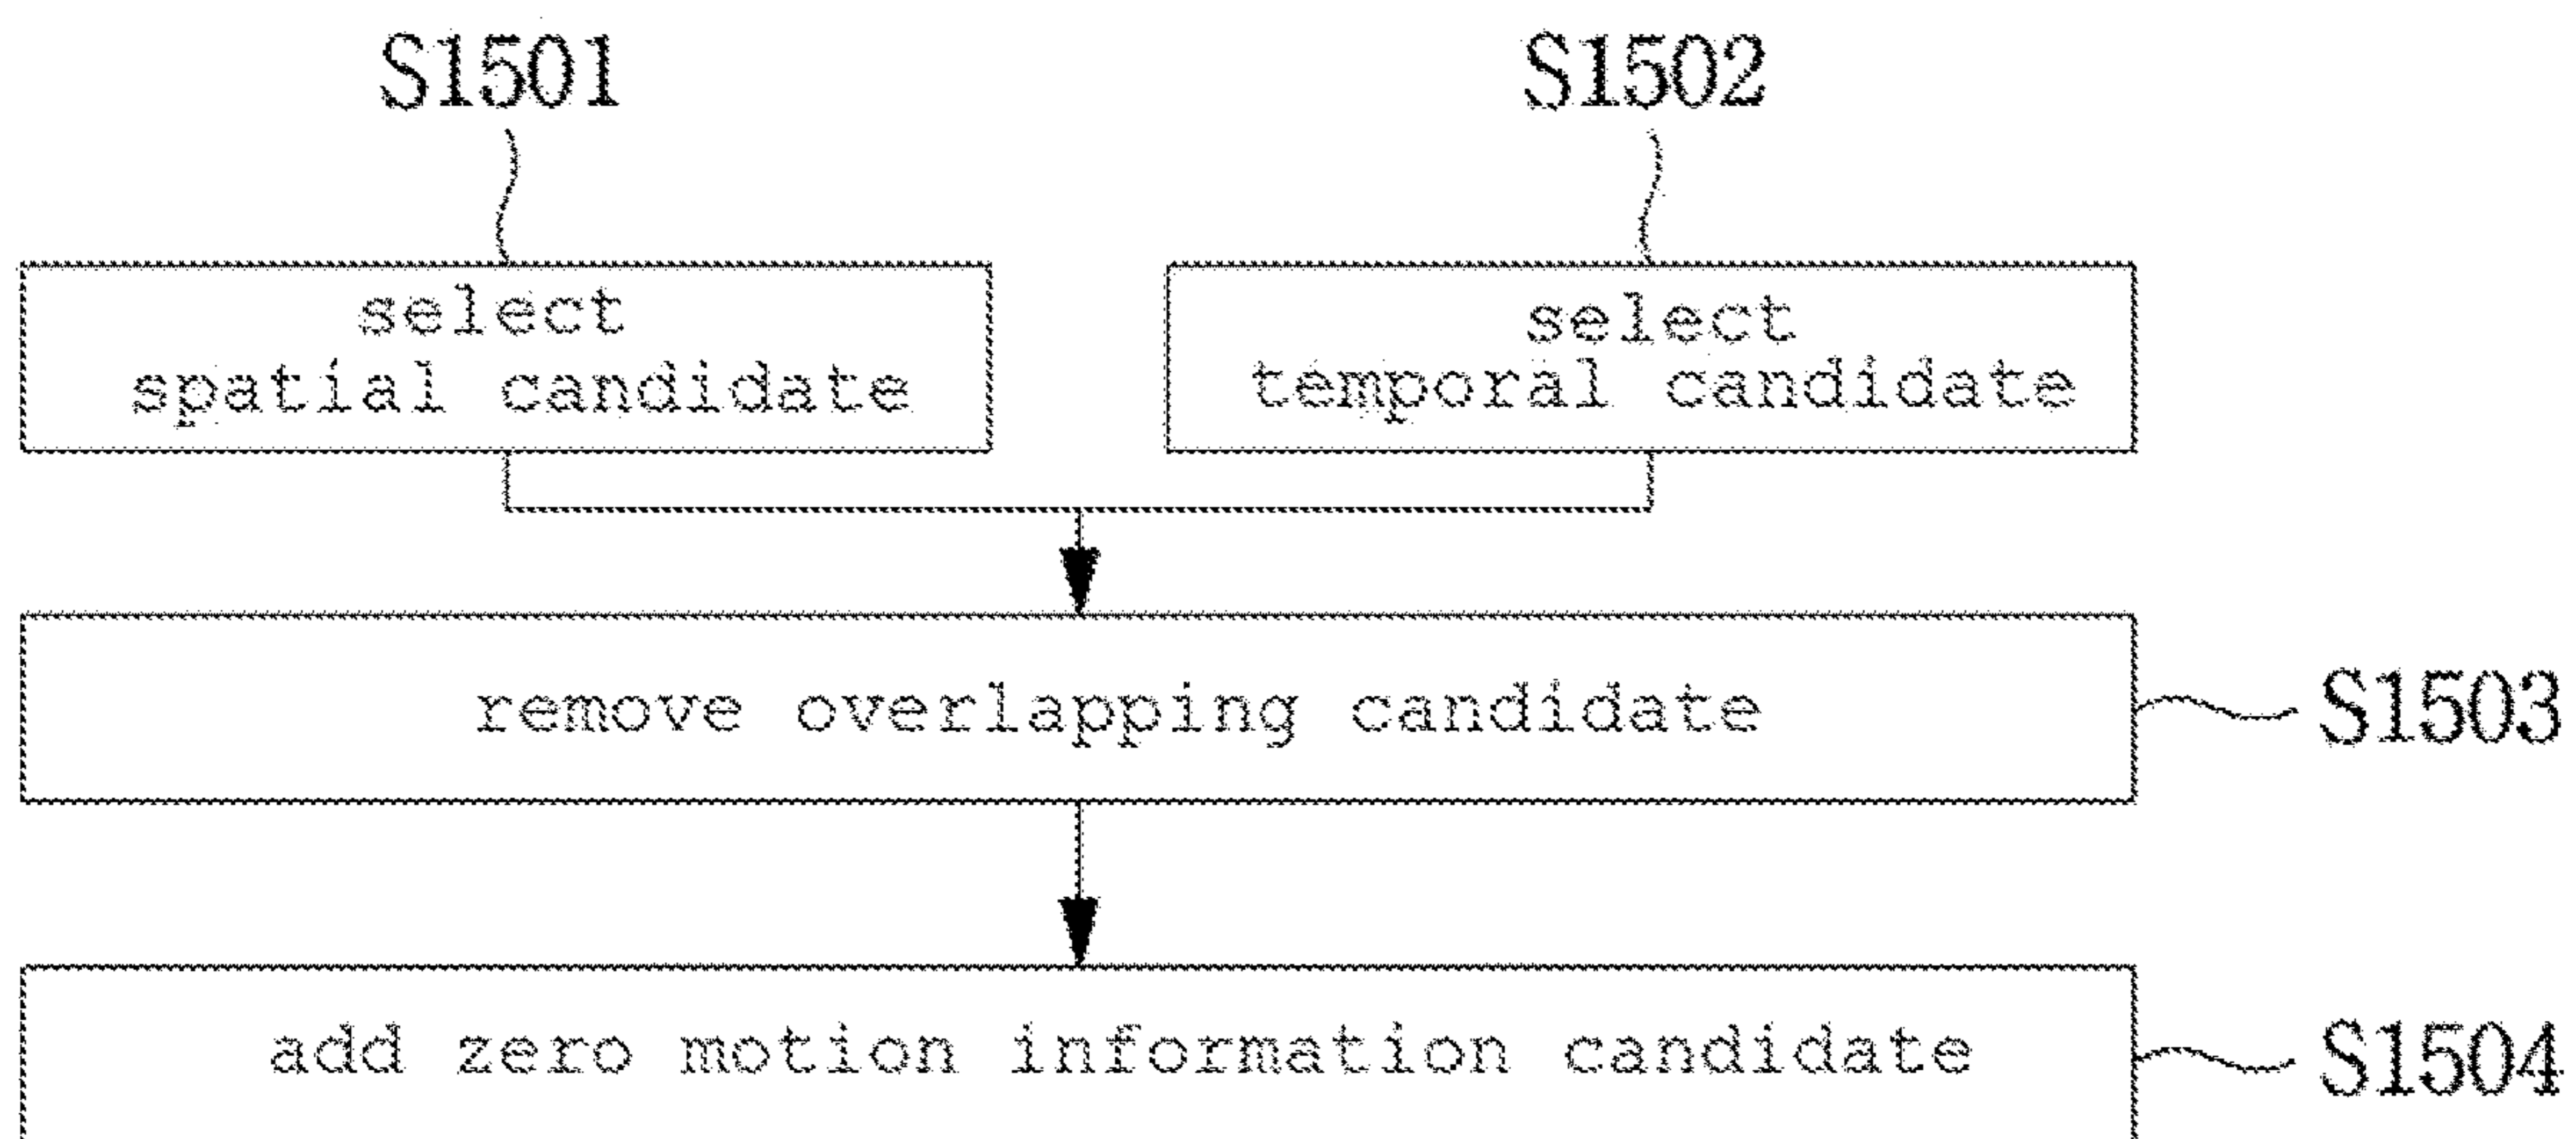 S1501
S1502
select
spatial candidate
select
temporal candidate
remove overlapping candidate
S1503
add zero motion information candidate
S1504